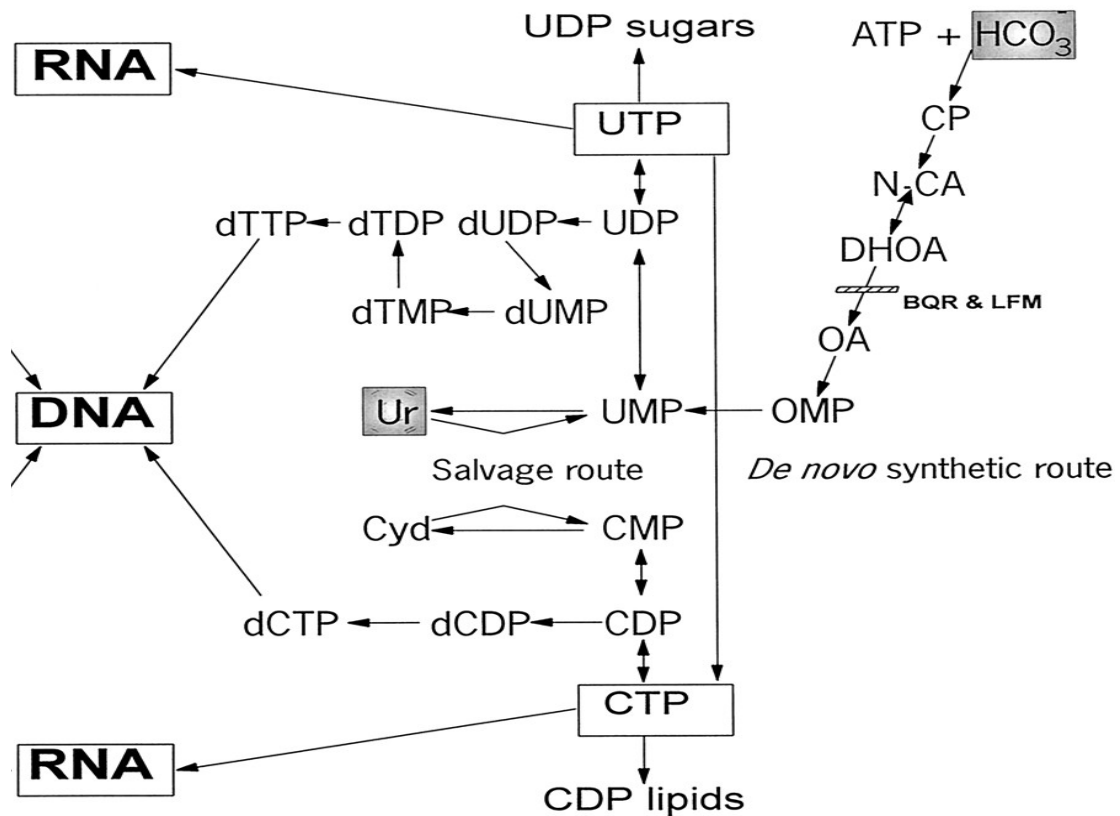 UDP sugars
ATP + HCO3-
RNA
UTP
CP
N-CA
dTTP dTDP dUDP UDP
DHOA
BQR & LFM
dTMP dUMP
OA
DNA
Ur
UMP
OMP
Salvage route
De novo synthetic route
Cyd
CMP
dCTP dCDP CDP
CTP
RNA
CDP lipids